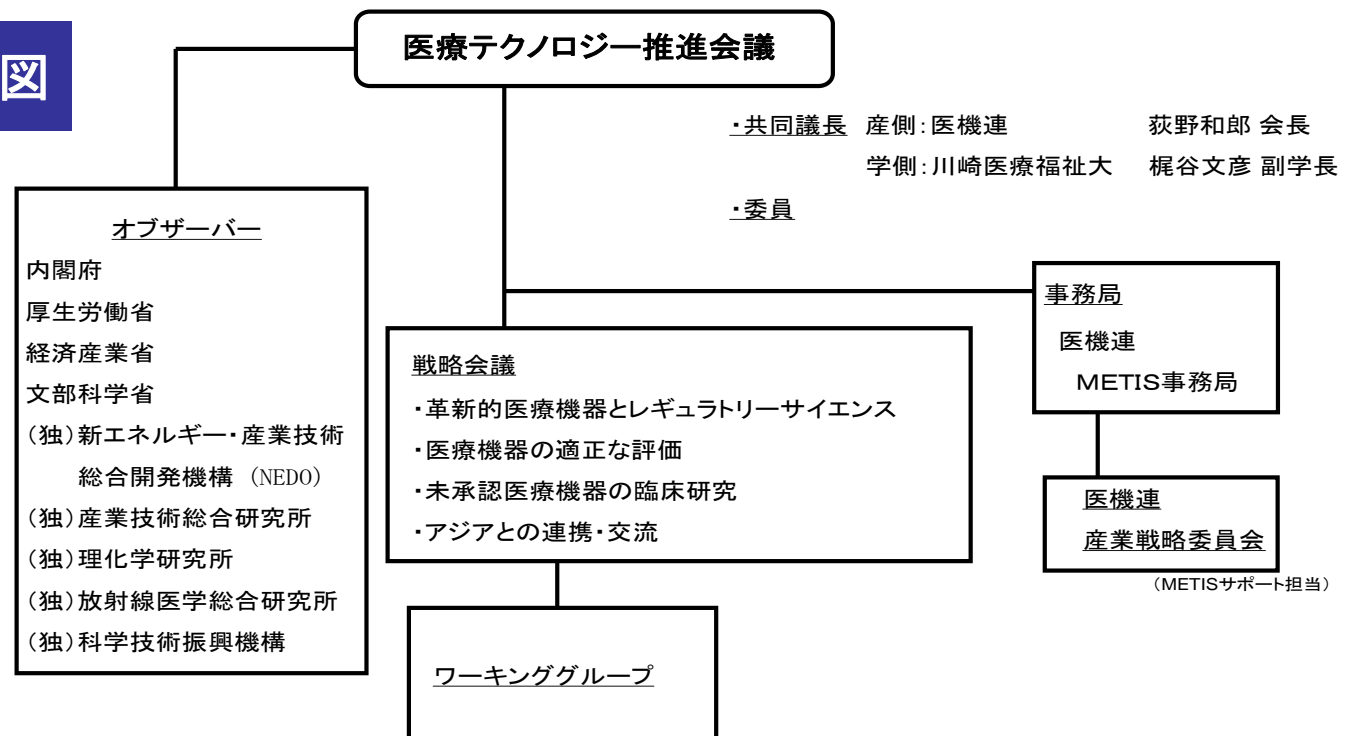 図
医療テクノロジー推進会議
・共同議長 産側：医機連 荻野和郎 会長
学側：川崎医療福祉大 梶谷文彦 副学長
・委員
オブザーバー
内閣府
厚生労働省
経済産業省
文部科学省
（独）新エネルギー・産業技術
総合開発機構（NEDO）
（独）産業技術総合研究所
（独）理化学研究所
（独）放射線医学総合研究所
（独）科学技術振興機構
戦略会議
・革新的医療機器とレギュラトリーサイエンス
・医療機器の適正な評価
・未承認医療機器の臨床研究
・アジアとの連携・交流
ワーキンググループ
事務局
医機連
METIS事務局
医機連
産業戦略委員会
（METISサポート担当）